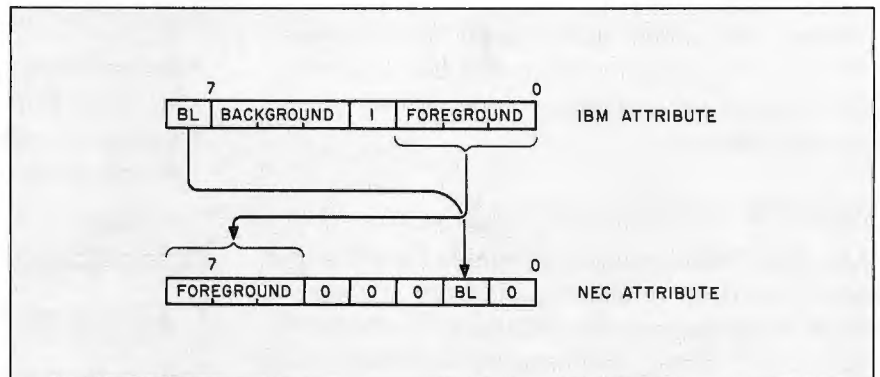 7 0
BL BACKGROUND I FOREGROUND IBM ATTRIBUTE
7 0
FOREGROUND 0 0 0 BL 0 NEC ATTRIBUTE